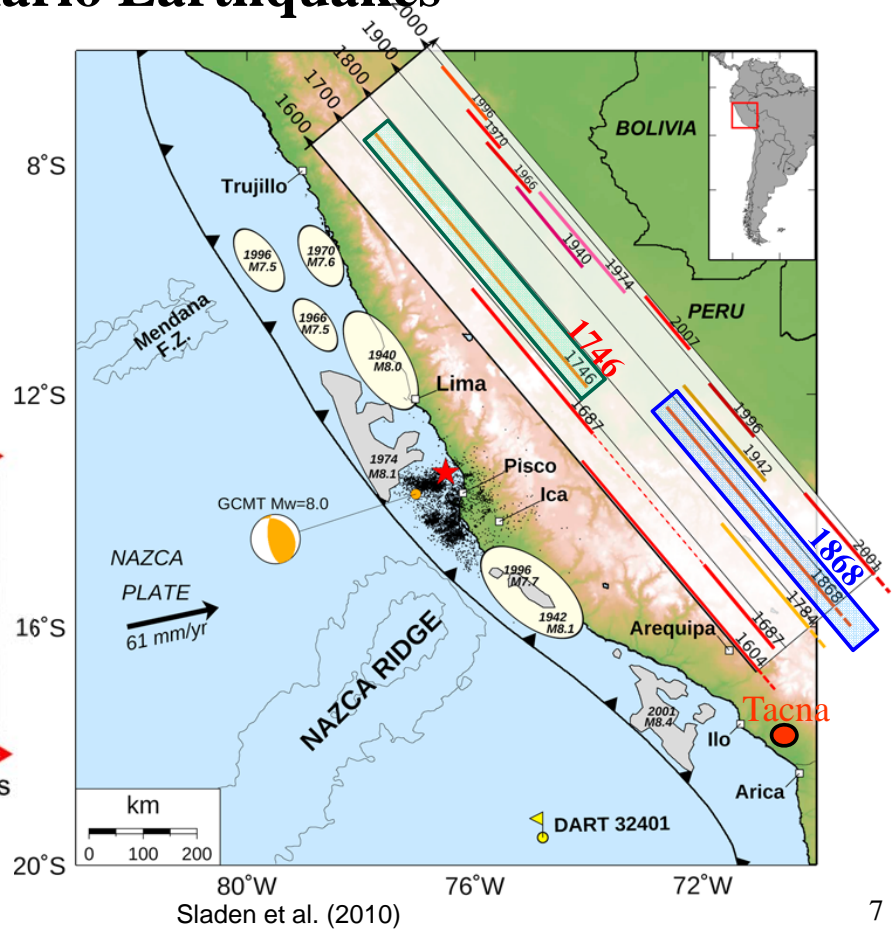 2000
1900
1800
1700
1600
1996
1970
1966
1940
1974
2007
1746
1746
1687
1996
1942
2001
1868
1868
1784
1687
1604
BOLIVIA
PERU
8°S
12°S
16°S
20°S
Trujillo
1996
M7.5
1970
M7.6
1966
M7.5
1940
M8.0
Mendana
F.Z.
Lima
1974
M8.1
Pisco
Ica
GCMT Mw=8.0
NAZCA
PLATE
61 mm/yr
1996
M7.7
1942
M8.1
NAZCA RIDGE
Arequipa
2001
M8.4
Tacna
Ilo
Arica
km
0 100 200
DART 32401
80°W 76°W 72°W
Sladen et al. (2010)
7